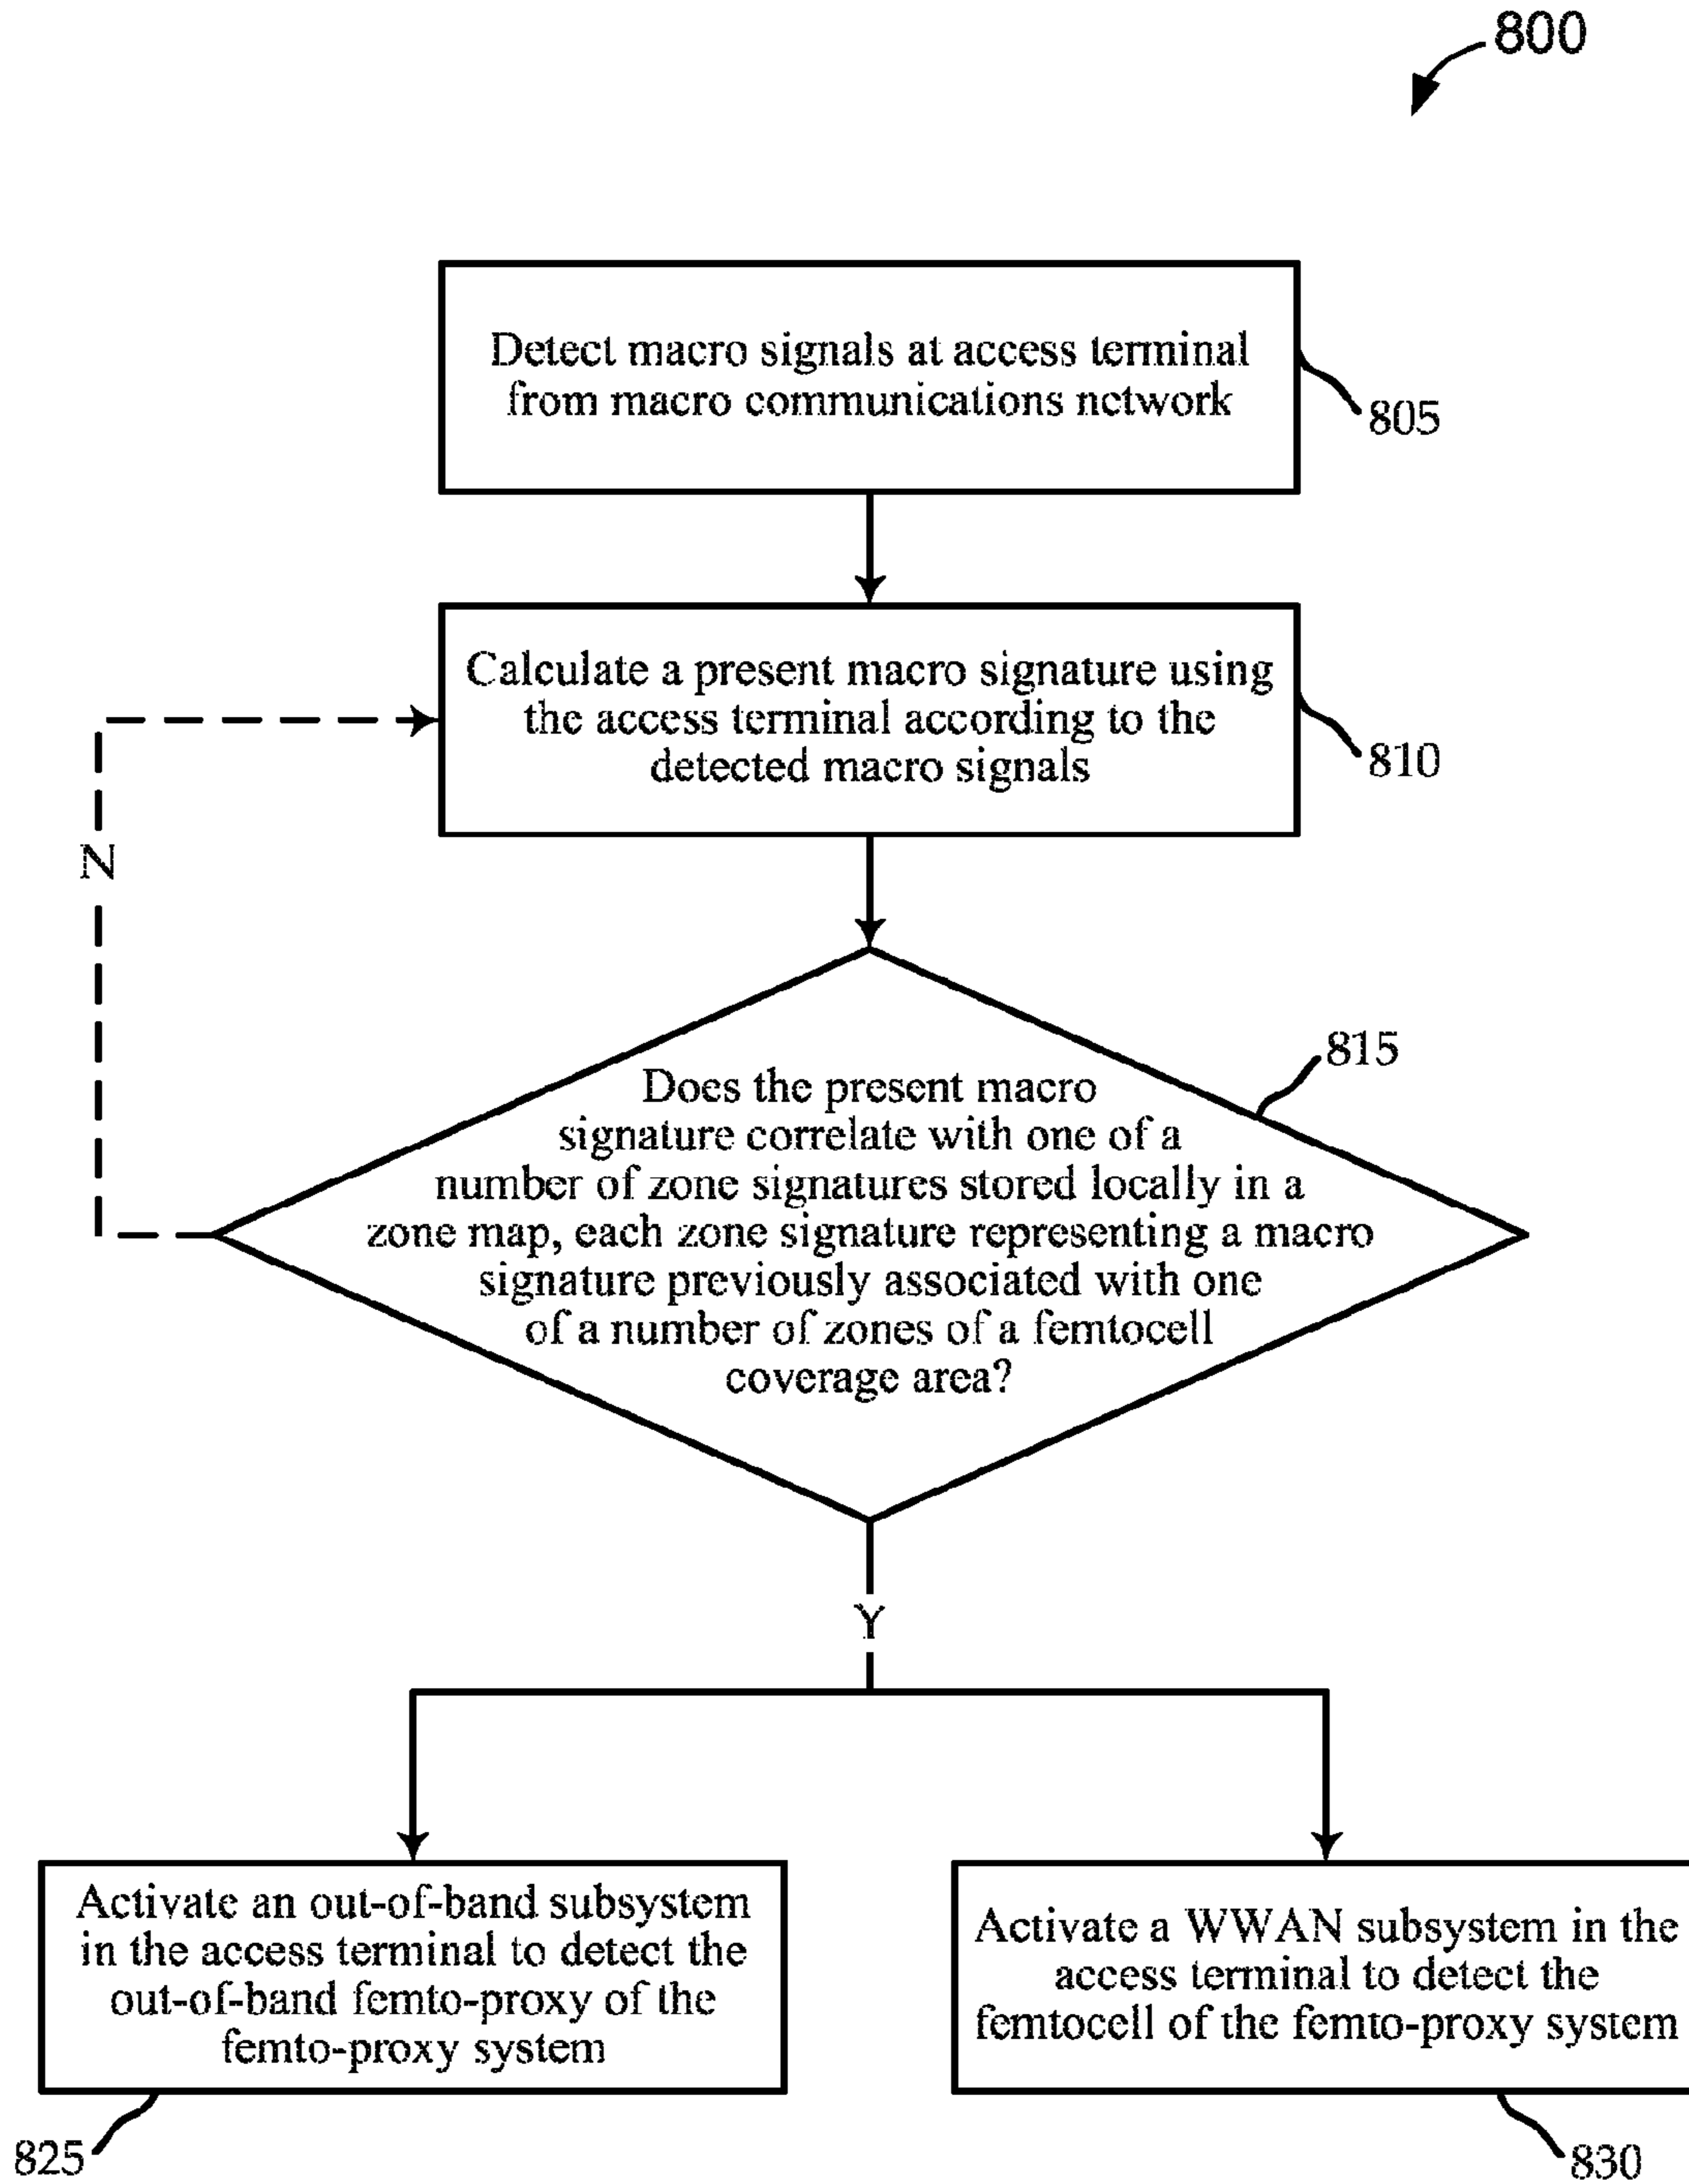 800
Detect macro signals at access terminal
from macro communications network
805
Calculate a present macro signature using
the access terminal according to the
detected macro signals
810
N
815
Does the present macro
signature correlate with one of a
number of zone signatures stored locally in a
zone map, each zone signature representing a macro
signature previously associated with one
of a number of zones of a femtocell
coverage area?
Y
Activate an out-of-band subsystem
in the access terminal to detect the
out-of-band femto-proxy of the
femto-proxy system
825
Activate a WWAN subsystem in the
access terminal to detect the
femtocell of the femto-proxy system
830